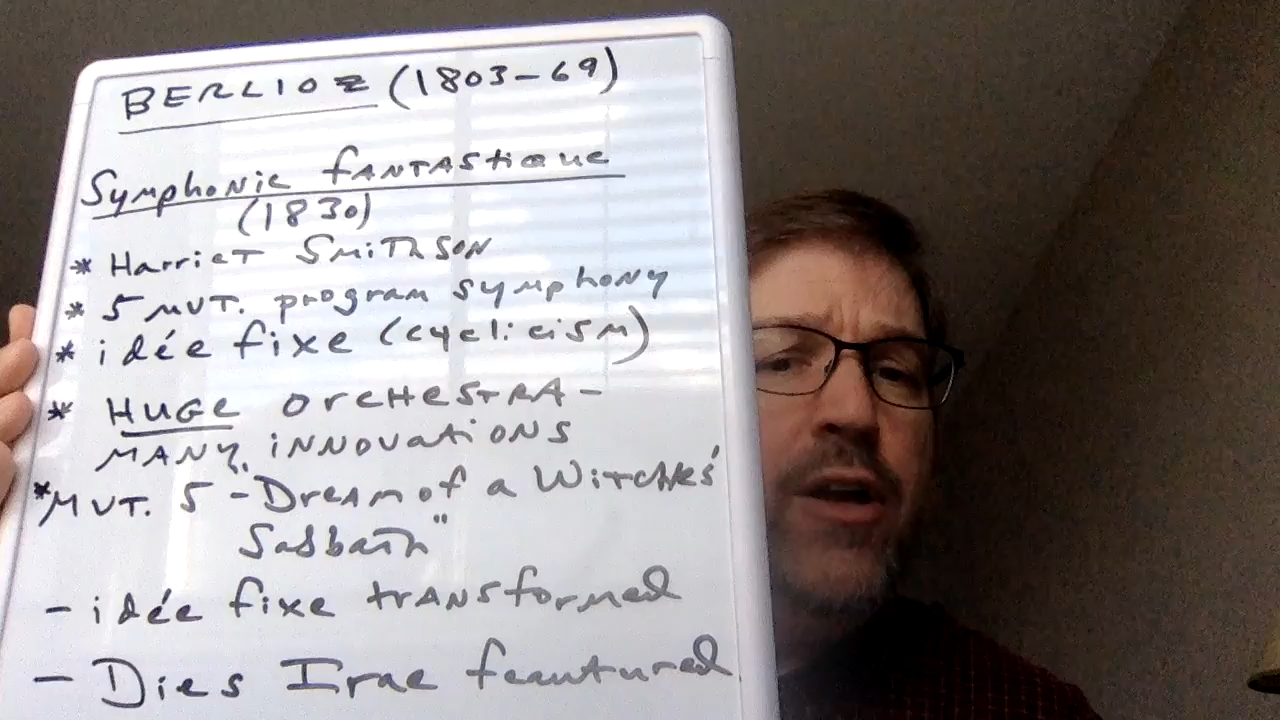 BERLIOZ (1803-69)
Symphonie fANTAStique
(1830)
* Harriet SmiThSON
* 5 mvt. program symphony
* idée fixe (cyclicism)
* HUGE orcHESTRA -
MANY innovations
* MVT. 5 - Dream of a Witches'
Sabbath"
- idée fixe trANSformed
- Dies Irae feautured